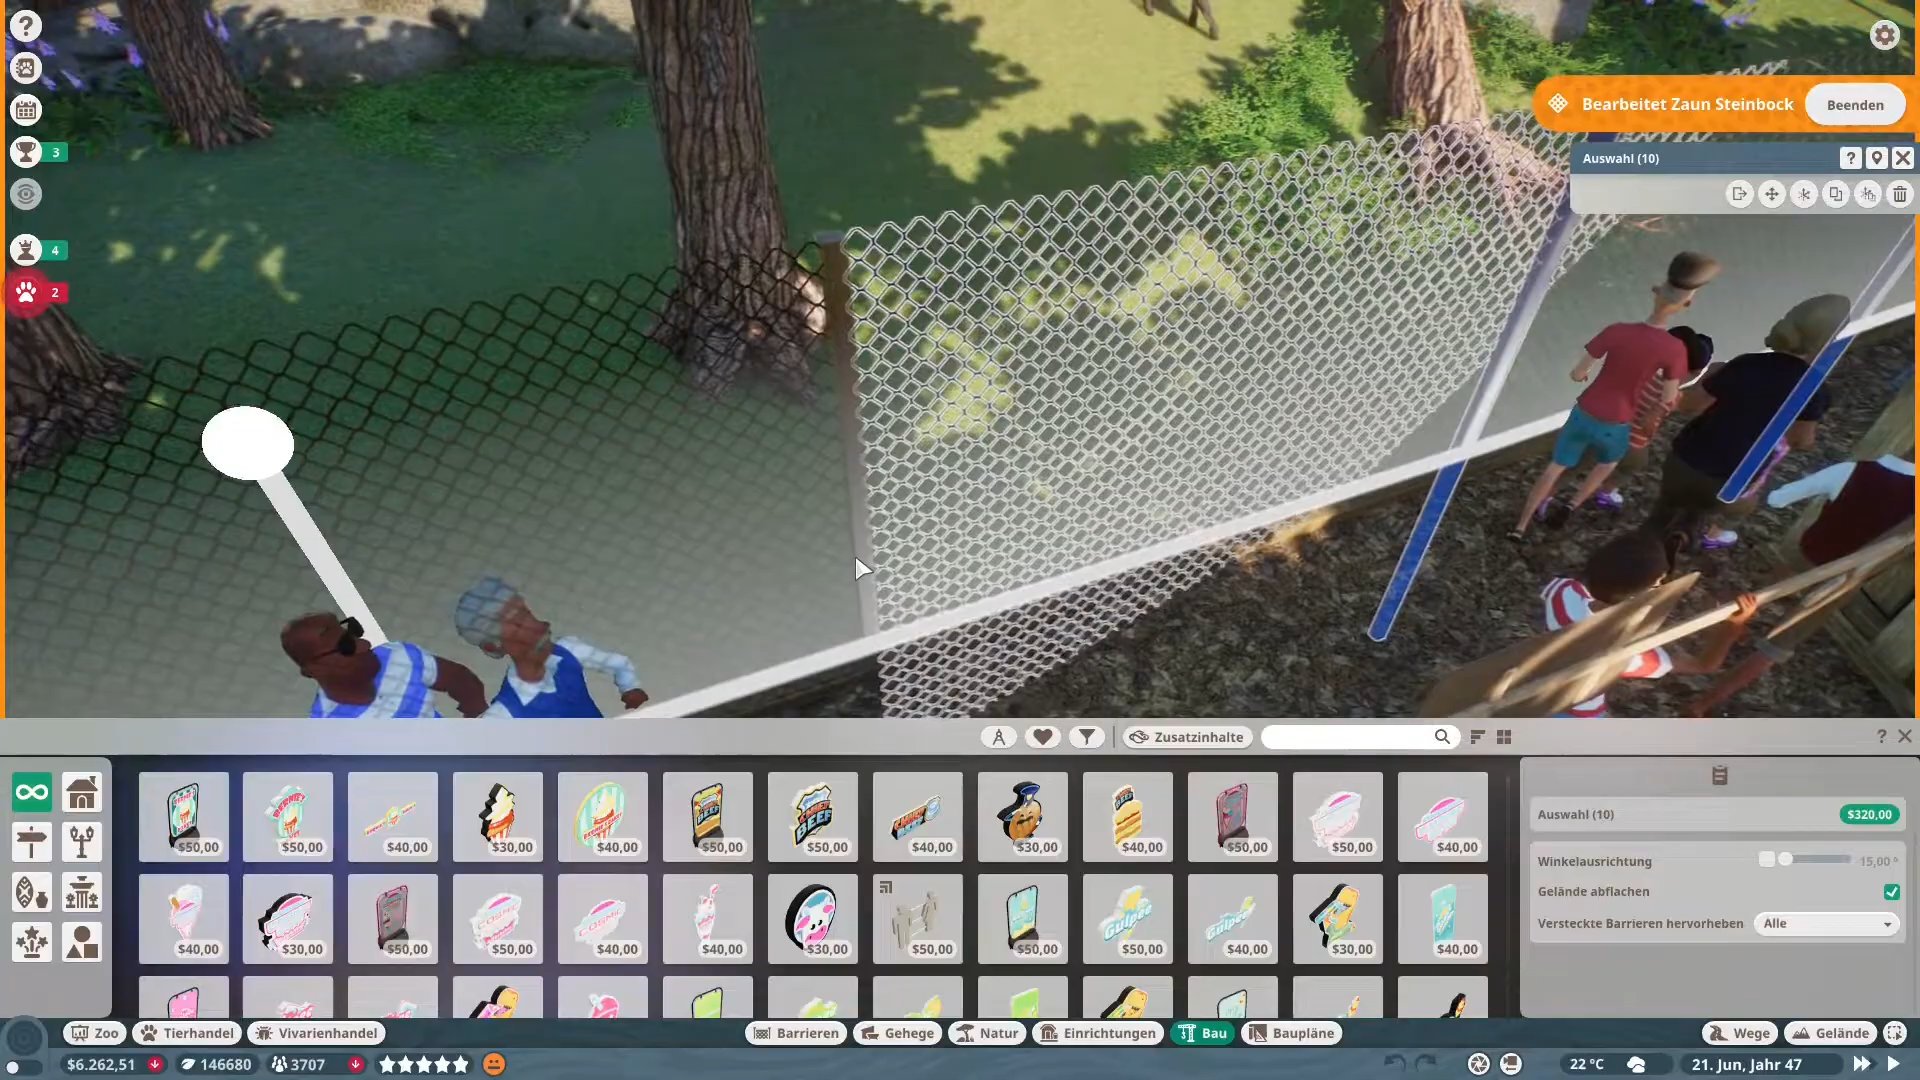 ?
Bearbeitet Zaun Steinbock
Beenden
3
Auswahl (10)
?
4
2
Zusatzinhalte
?
$50,00 $50,00 $40,00 $30,00 $40,00 $50,00 $50,00 $40,00 $30,00 $40,00 $50,00 $50,00 $40,00
$40,00 $30,00 $50,00 $50,00 $40,00 $40,00 $30,00 $50,00 $50,00 $50,00 $40,00 $30,00 $40,00
Auswahl (10)
$320,00
Winkelausrichtung
15,00 °
Gelände abflachen
Versteckte Barrieren hervorheben
Alle
Zoo
Tierhandel
Vivarienhandel
Barrieren
Gehege
Natur
Einrichtungen
Bau
Baupläne
Wege
Gelände
$6.262,51
146680
3707
22 °C
21. Jun, Jahr 47